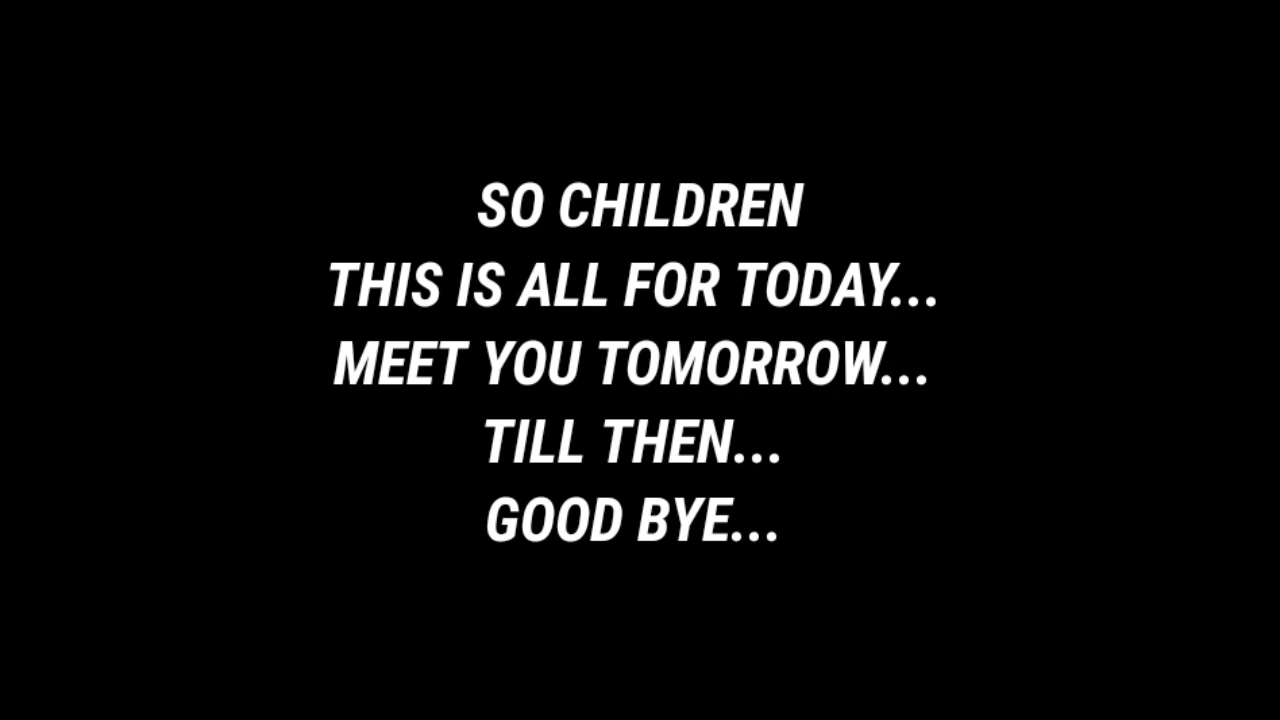 SO CHILDREN
THIS IS ALL FOR TODAY...
MEET YOU TOMORROW...
TILL THEN...
GOOD BYE...